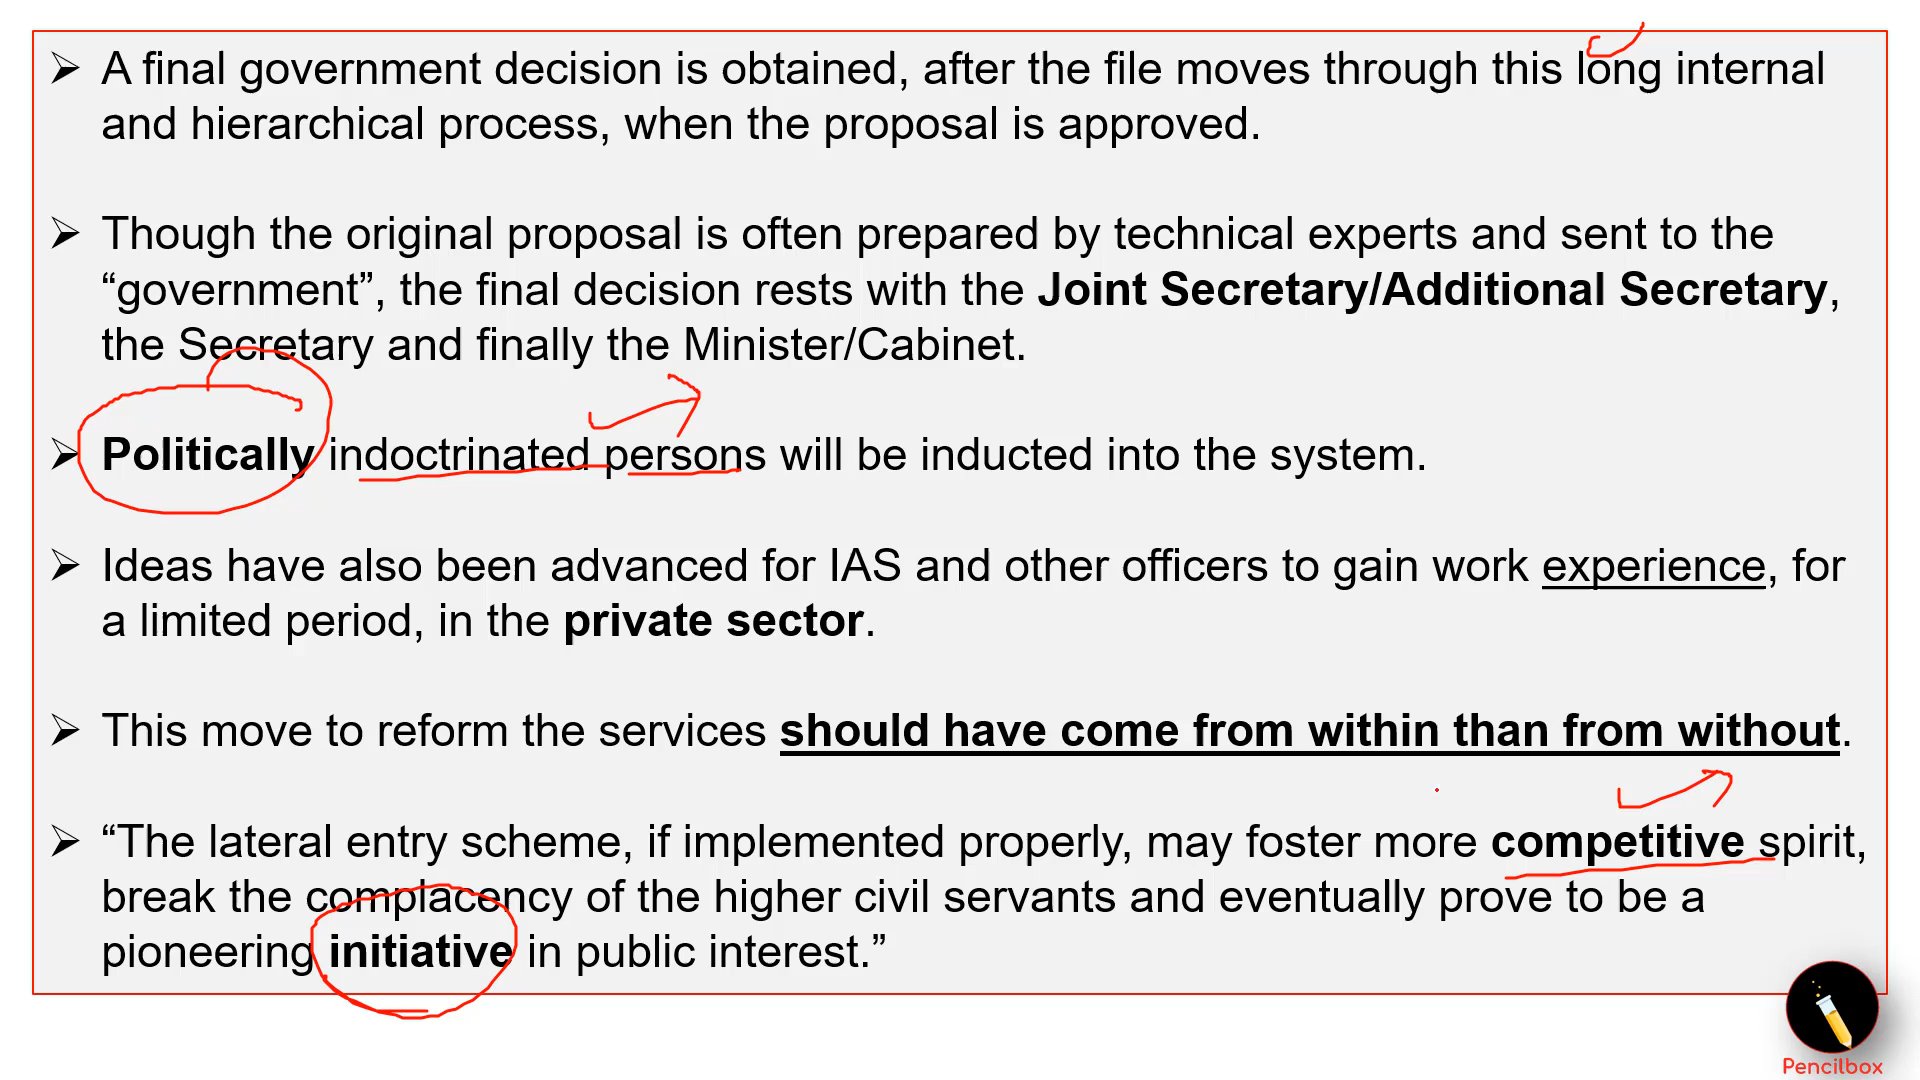 ➢ A final government decision is obtained, after the file moves through this long internal
and hierarchical process, when the proposal is approved.
➢ Though the original proposal is often prepared by technical experts and sent to the
“government”, the final decision rests with the Joint Secretary/Additional Secretary,
the Secretary and finally the Minister/Cabinet.
➢ Politically indoctrinated persons will be inducted into the system.
➢ Ideas have also been advanced for IAS and other officers to gain work experience, for
a limited period, in the private sector.
➢ This move to reform the services should have come from within than from without.
➢ “The lateral entry scheme, if implemented properly, may foster more competitive spirit,
break the complacency of the higher civil servants and eventually prove to be a
pioneering initiative in public interest.”
Pencilbox